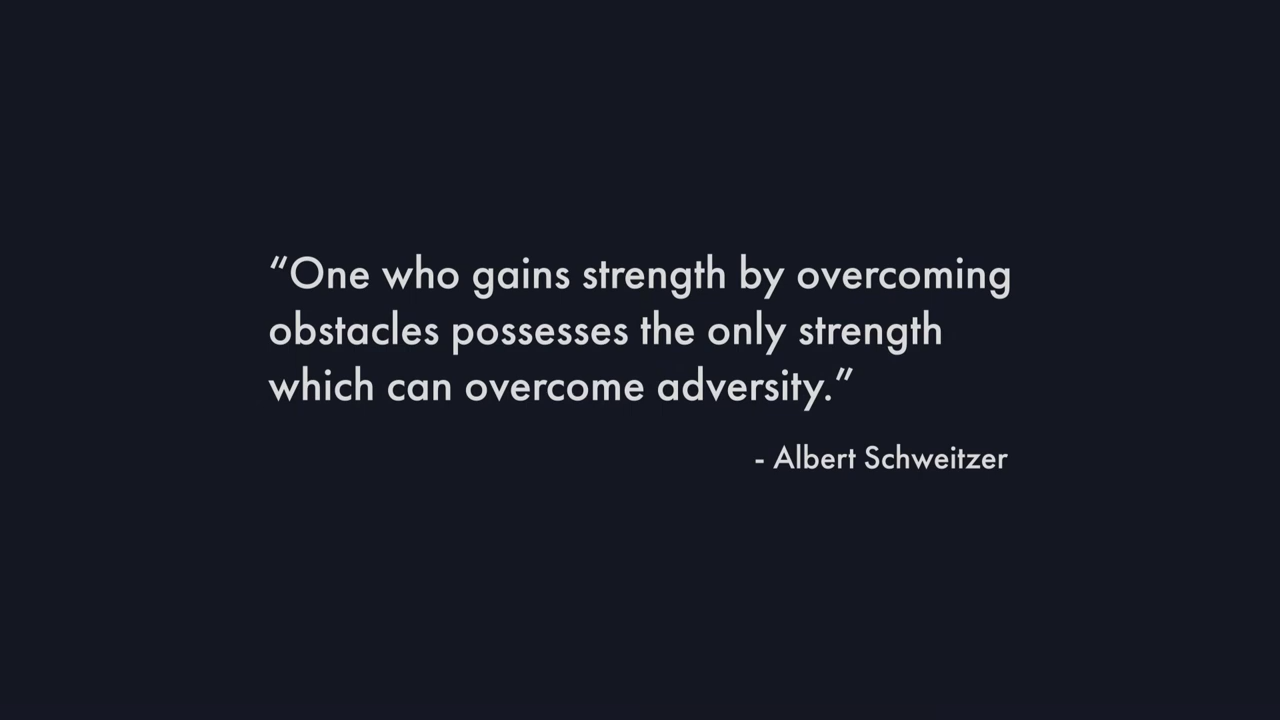 “One who gains strength by overcoming
obstacles possesses the only strength
which can overcome adversity.”
- Albert Schweitzer